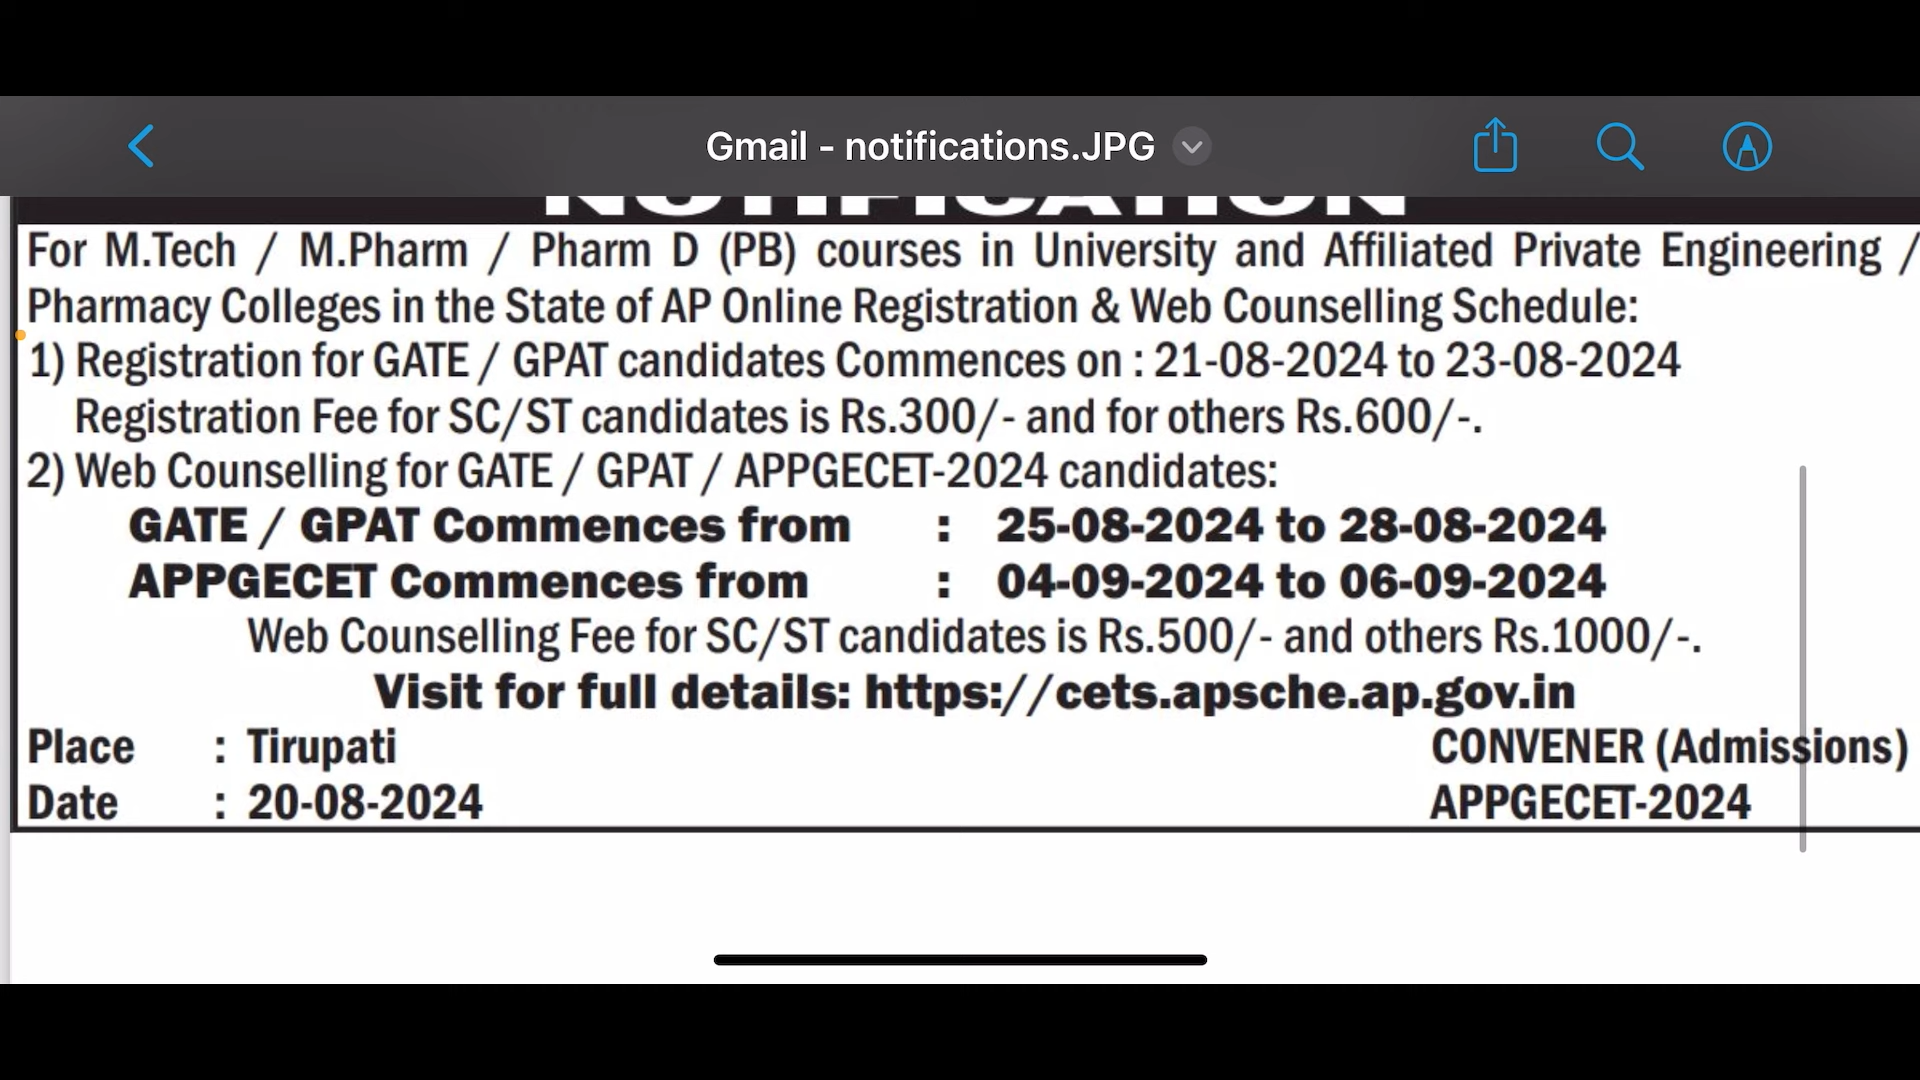 Gmail - notifications.JPG
NOTIFICATION
For M.Tech / M.Pharm / Pharm D (PB) courses in University and Affiliated Private Engineering /
Pharmacy Colleges in the State of AP Online Registration & Web Counselling Schedule:
1) Registration for GATE / GPAT candidates Commences on : 21-08-2024 to 23-08-2024
Registration Fee for SC/ST candidates is Rs.300/- and for others Rs.600/-.
2) Web Counselling for GATE / GPAT / APPGECET-2024 candidates:
GATE / GPAT Commences from : 25-08-2024 to 28-08-2024
APPGECET Commences from : 04-09-2024 to 06-09-2024
Web Counselling Fee for SC/ST candidates is Rs.500/- and others Rs.1000/-.
Visit for full details: https://cets.apsche.ap.gov.in
Place : Tirupati CONVENER (Admissions)
Date : 20-08-2024 APPGECET-2024